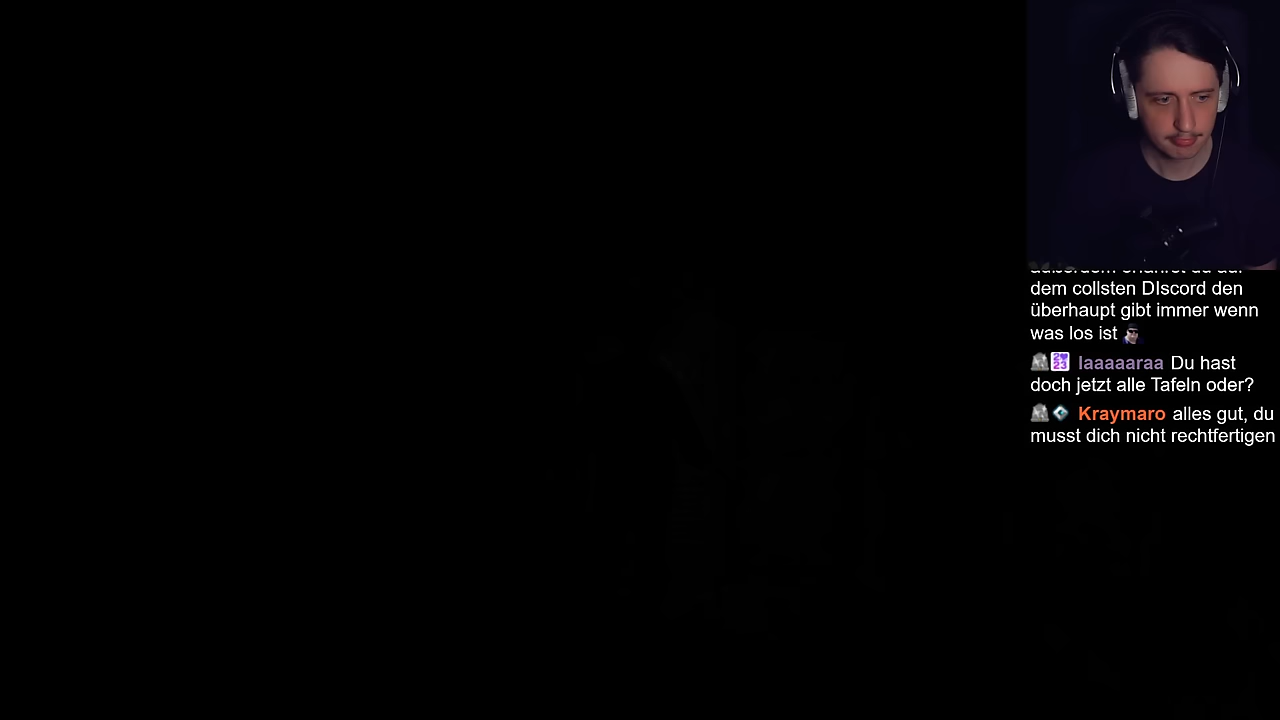 dem collsten DIscord den
überhaupt gibt immer wenn
was los ist
laaaaaraa Du hast
doch jetzt alle Tafeln oder?
Kraymaro alles gut, du
musst dich nicht rechtfertigen